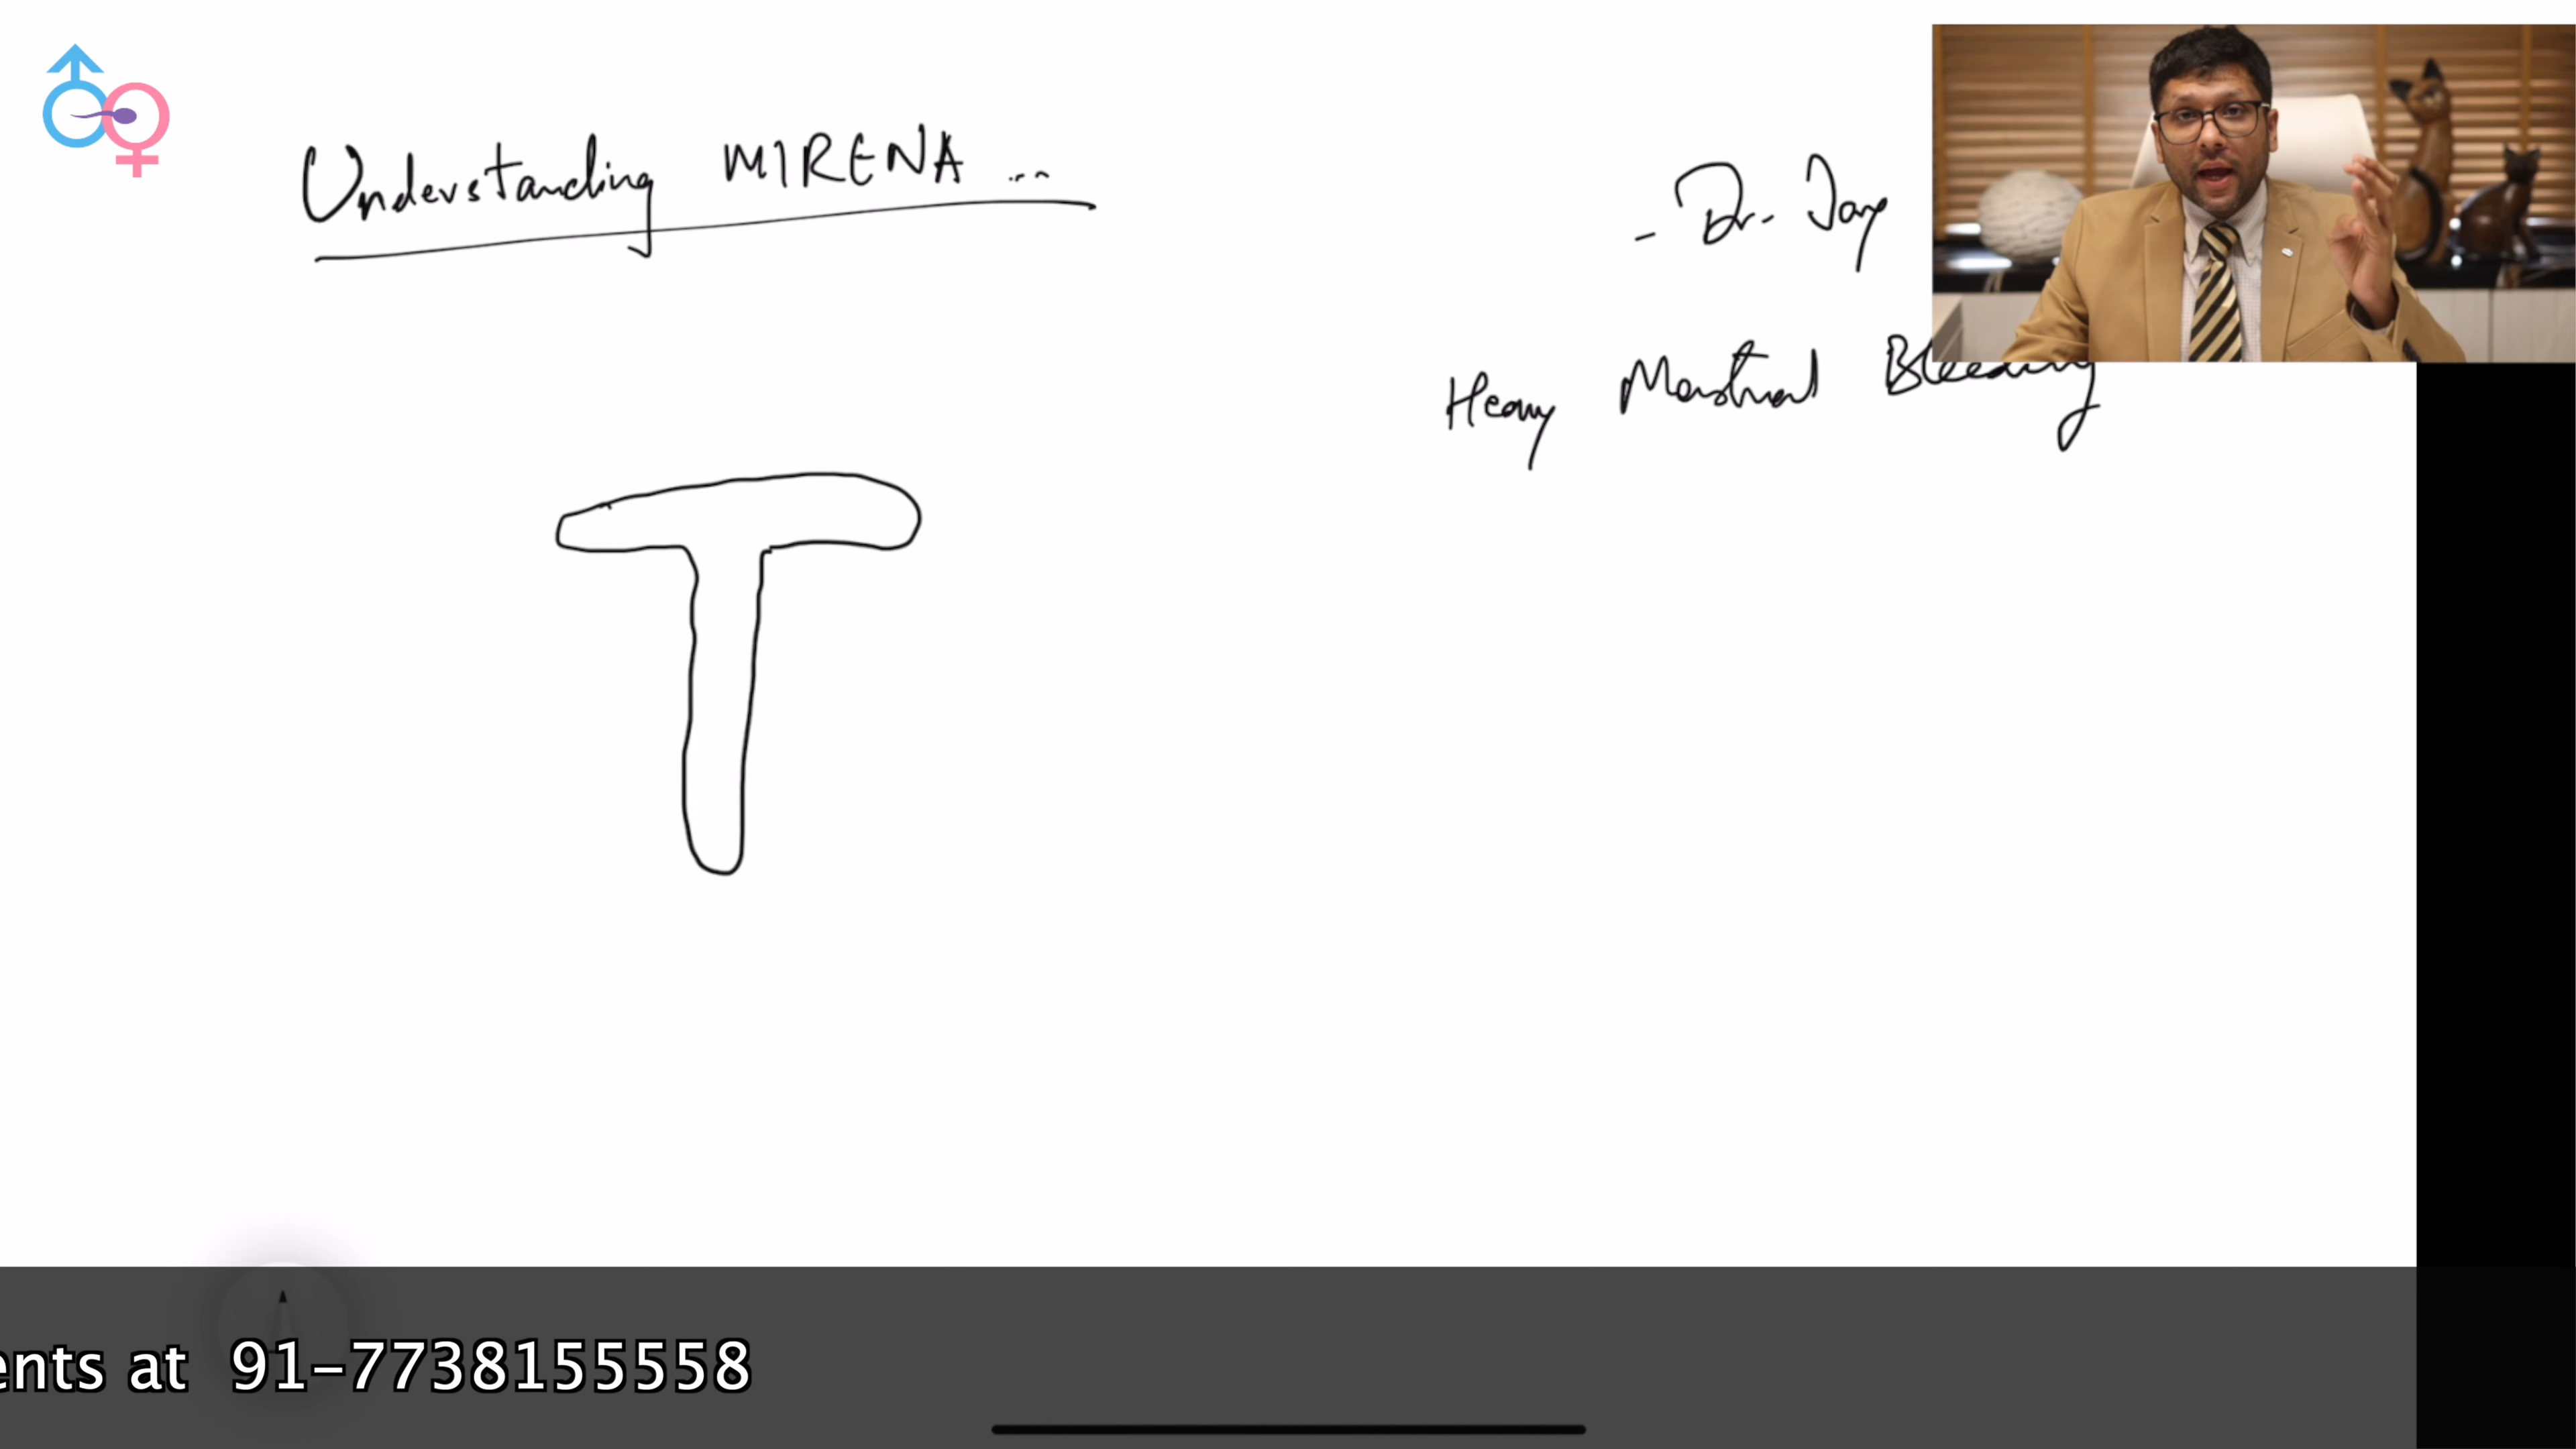 Understanding MIRENA ...
- Dr. Jay
Heavy Menstrual Bleeding
ents at 91-7738155558